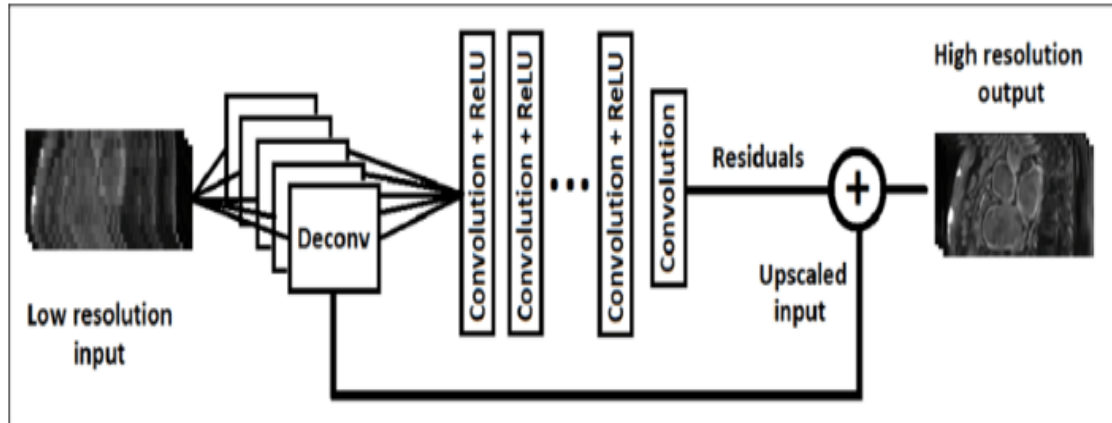 Low resolution
input
Deconv
Convolution + ReLU
Convolution + ReLU
...
Convolution + ReLU
Convolution
Residuals
+
Upscaled
input
High resolution
output